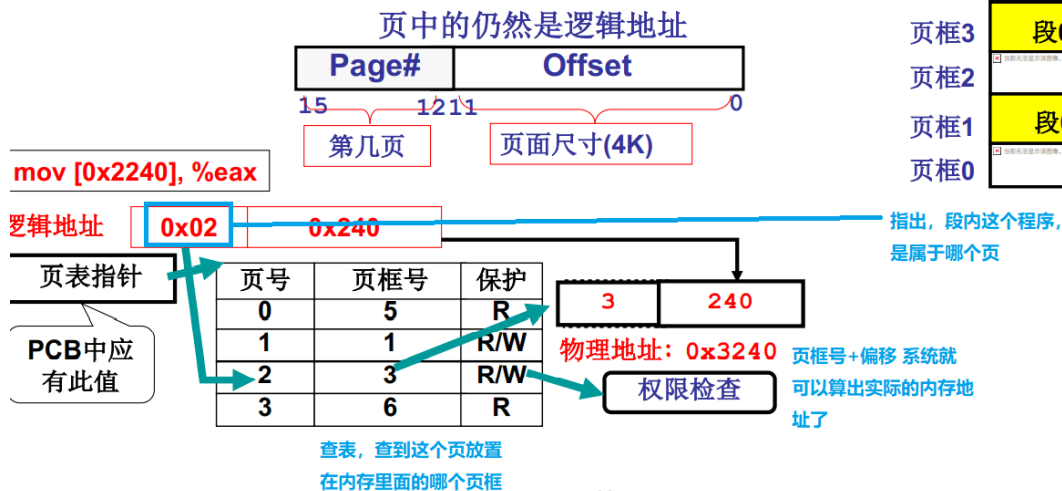 页中的仍然是逻辑地址
Page# Offset
15 12 11 0
第几页 页面尺寸(4K)
页框3 段
页框2
页框1 段
页框0
mov [0x2240], %eax
逻辑地址 0x02 0x240
指出，段内这个程序，
是属于哪个页
页表指针
PCB中应
有此值
页号 页框号 保护
0 5 R
1 1 R/W
2 3 R/W
3 6 R
3 240
物理地址：0x3240
权限检查
页框号+偏移 系统就
可以算出实际的内存地
址了
查表，查到这个页放置
在内存里面的哪个页框